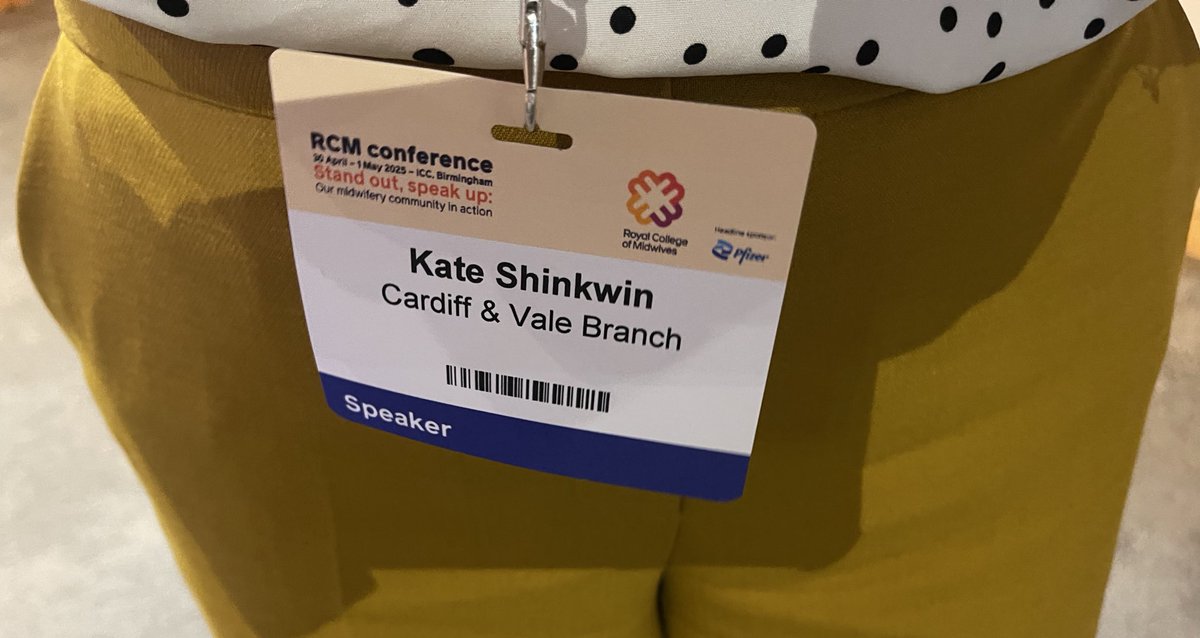 RCM conference
30 April – 1 May 2025 – ICC, Birmingham
Stand out, speak up:
Our midwifery community in action
Royal College
of Midwives
Headline sponsor:
Pfizer
Kate Shinkwin
Cardiff & Vale Branch
Speaker